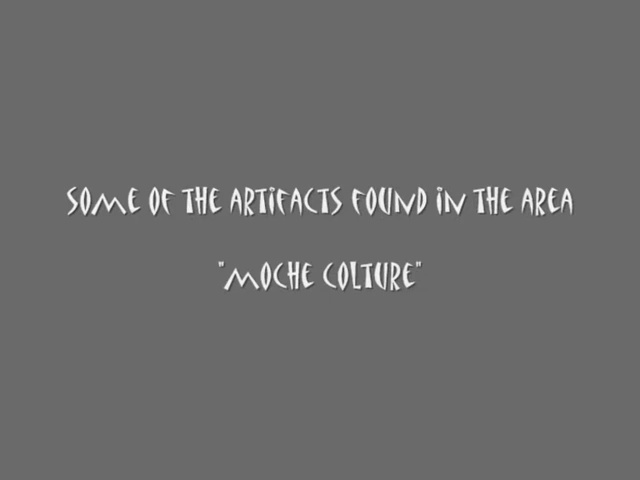 SOME OF THE ARTIFACTS FOUND IN THE AREA
"MOCHE COLTURE"